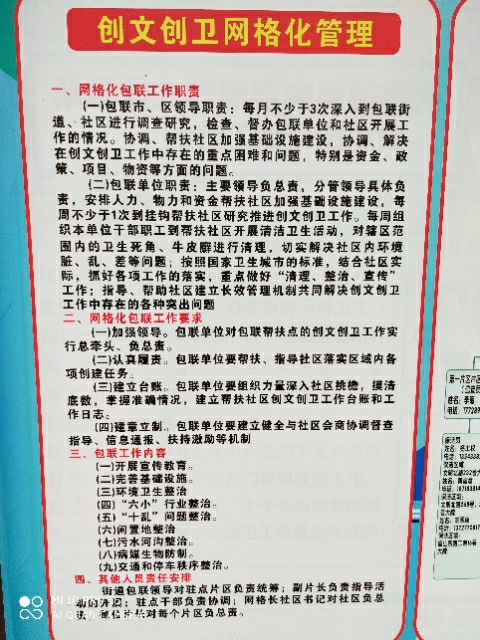 创文创卫网格化管理
一、网格化包联工作职责
(一)包联市、区领导职责：每月不少于3次深入到包联街
道、社区进行调查研究，检查、督办包联单位和社区开展工
作的情况。协调、帮扶社区加强基础设施建设，协调、解决
在创文创卫工作中存在的重点困难和问题，特别是资金、政
策、项目、物资等方面的问题。
(二)包联单位职责：主要领导负总责，分管领导具体负
责，安排人力、物力和资金帮扶社区加强基础设施建设，每
周不少于1次到挂钩帮扶社区研究推进创文创卫工作。每周组
织本单位干部职工到帮扶社区开展清洁卫生活动，对辖区范
围内的卫生死角、牛皮廯进行清理，切实解决社区内环境
脏、乱、差等问题；按照国家卫生城市的标准，结合社区实
际，抓好各项工作的落实，重点做好“清理、整治、宣传”
工作；指导、帮助社区建立长效管理机制共同解决创文创卫
工作中存在的各种突出问题
二、网格化包联工作要求
(一)加强领导。包联单位对包联帮扶点的创文创卫工作实
行总牵头、负总责。
(二)认真履责。包联单位要帮扶、指导社区落实区域内各
项创建任务。
(三)建立台账。包联单位要组织力量深入社区挑擔，摸清
底数，掌握准确情况，建立帮扶社区创文创卫工作台账和工
作日志。
(四)建章立制。包联单位要建立健全与社区会商协调督查
指导、信息通报、扶持激励等机制
三、包联工作内容
(一)开展宣传教育。
(二)完善基础设施。
(三)环境卫生整治
(四)“六小”行业整治。
(五)“十乱”问题整治。
(六)闲置地整治
(七)污水河沟整治。
(八)病媒生物防制。
(九)交通和停车秩序整治。
四、其他人员责任安排
街道包联领导对驻点片区负责统筹；副片长负责指导活
动的开展；驻点干部负责协调；网格长社区书记对社区负总
片长对每个片区负总责。
第一片区片区
姓名：李
电话：